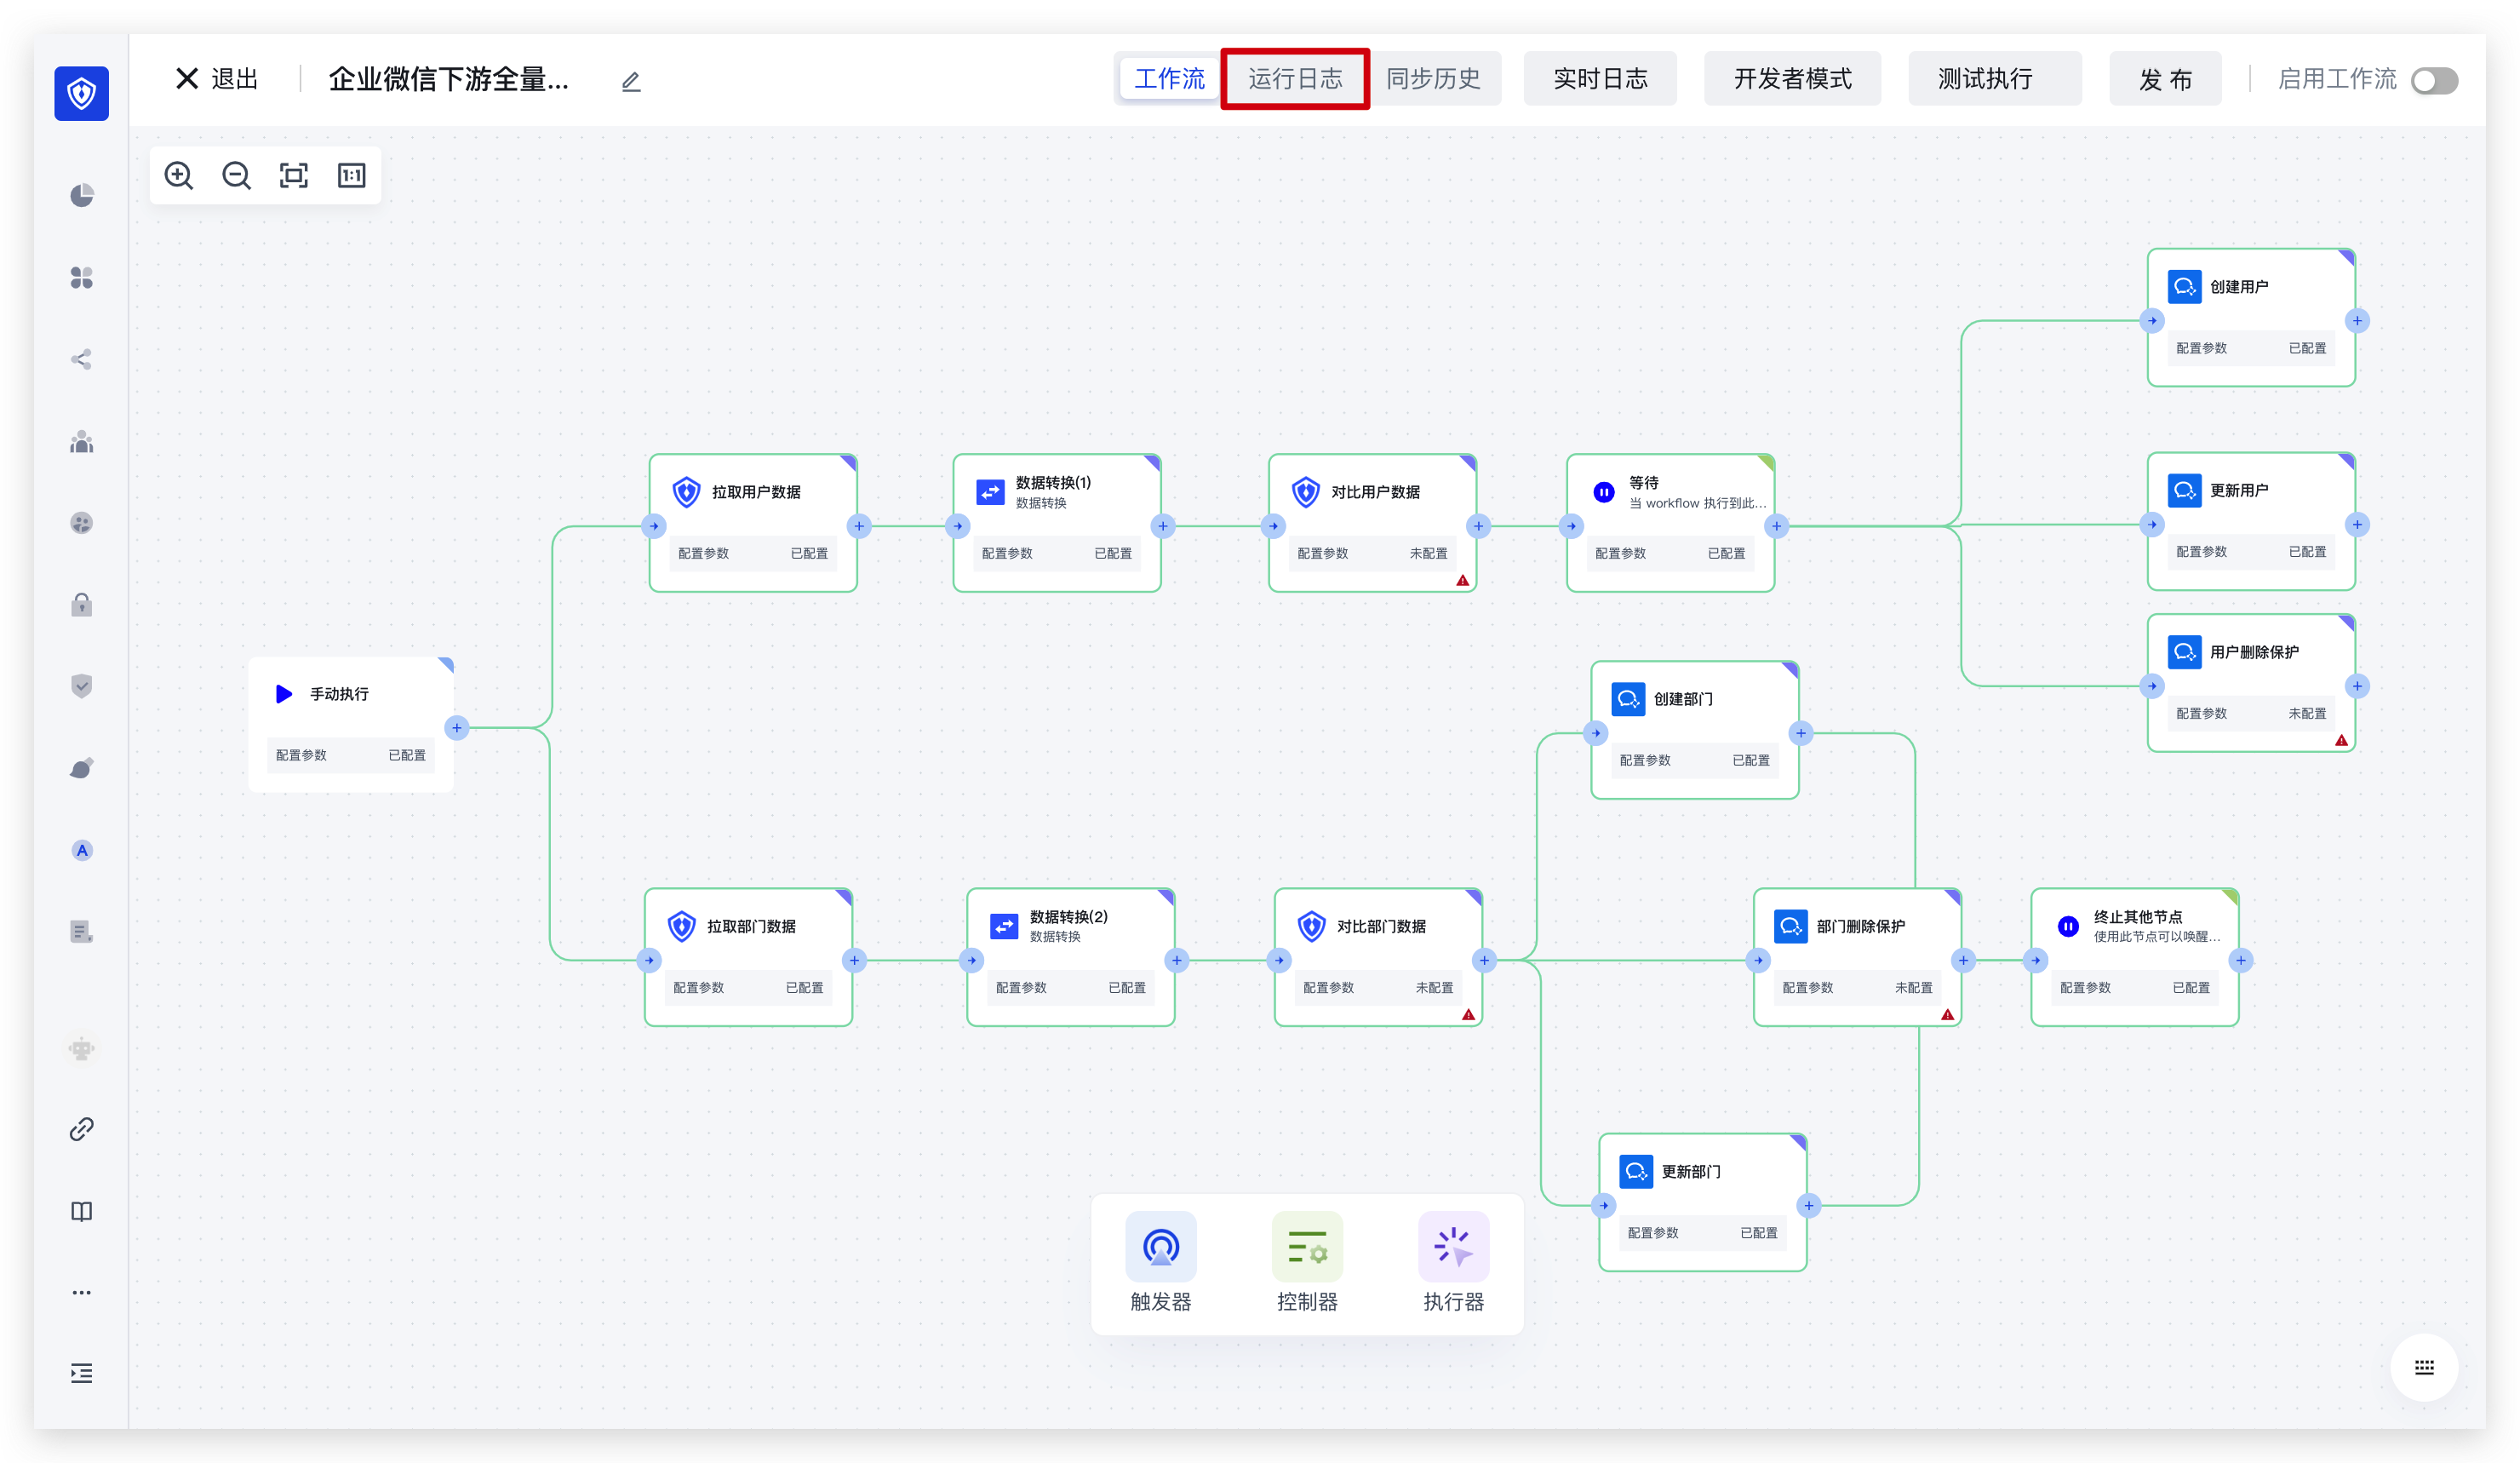 退出
企业微信下游全量...
工作流
运行日志
同步历史
实时日志
开发者模式
测试执行
发 布
启用工作流
1:1
创建用户
配置参数 已配置
拉取用户数据
配置参数 已配置
数据转换(1)
数据转换
配置参数 已配置
对比用户数据
配置参数 未配置
等待
当 workflow 执行到此...
配置参数 已配置
更新用户
配置参数 已配置
用户删除保护
配置参数 未配置
手动执行
配置参数 已配置
创建部门
配置参数 已配置
拉取部门数据
配置参数 已配置
数据转换(2)
数据转换
配置参数 已配置
对比部门数据
配置参数 未配置
部门删除保护
配置参数 未配置
终止其他节点
使用此节点可以唤醒...
配置参数 已配置
更新部门
配置参数 已配置
触发器
控制器
执行器
A